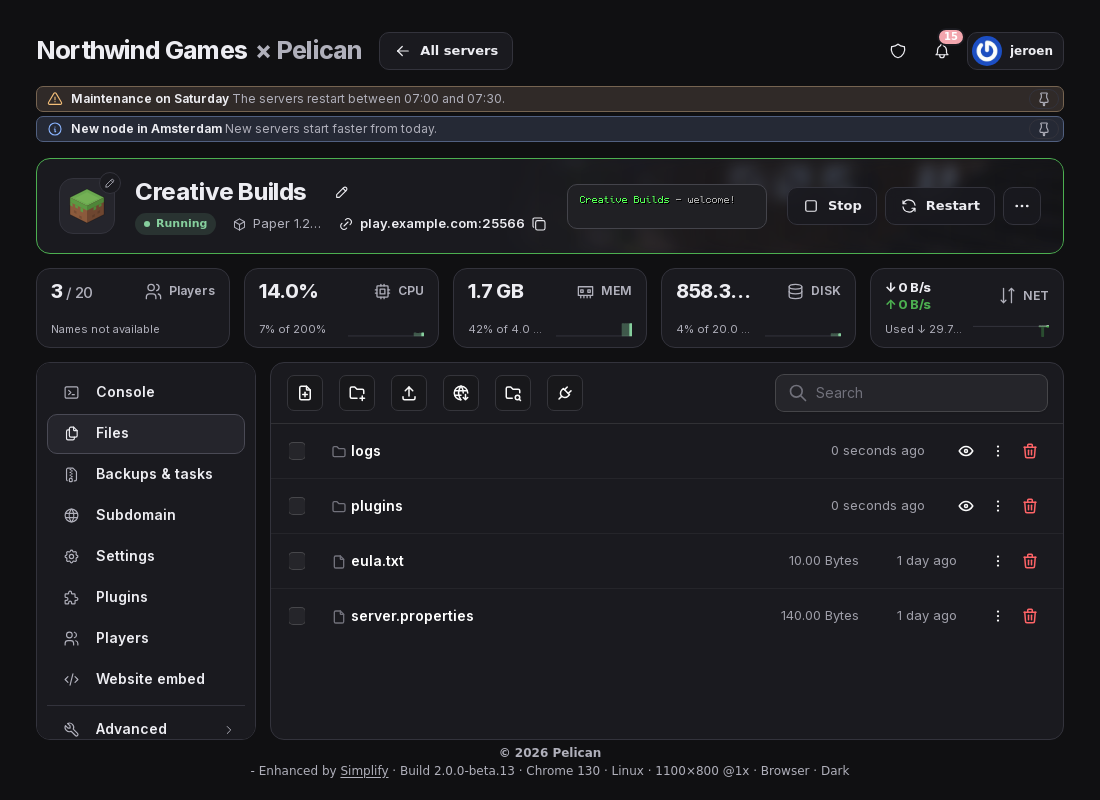 Northwind Games × Pelican
All servers
15
jeroen
Maintenance on Saturday The servers restart between 07:00 and 07:30.
New node in Amsterdam New servers start faster from today.
Creative Builds
Running
Paper 1.2...
play.example.com:25566
Creative Builds – welcome!
Stop
Restart
3 / 20
Players
Names not available
14.0%
CPU
7% of 200%
1.7 GB
MEM
42% of 4.0 ...
858.3...
DISK
4% of 20.0 ...
↓ 0 B/s
↑ 0 B/s
NET
Used ↓ 29.7...
Console
Files
Backups & tasks
Subdomain
Settings
Plugins
Players
Website embed
Advanced
Search
logs 0 seconds ago
plugins 0 seconds ago
eula.txt 10.00 Bytes 1 day ago
server.properties 140.00 Bytes 1 day ago
© 2026 Pelican
- Enhanced by Simplify · Build 2.0.0-beta.13 · Chrome 130 · Linux · 1100×800 @1x · Browser · Dark